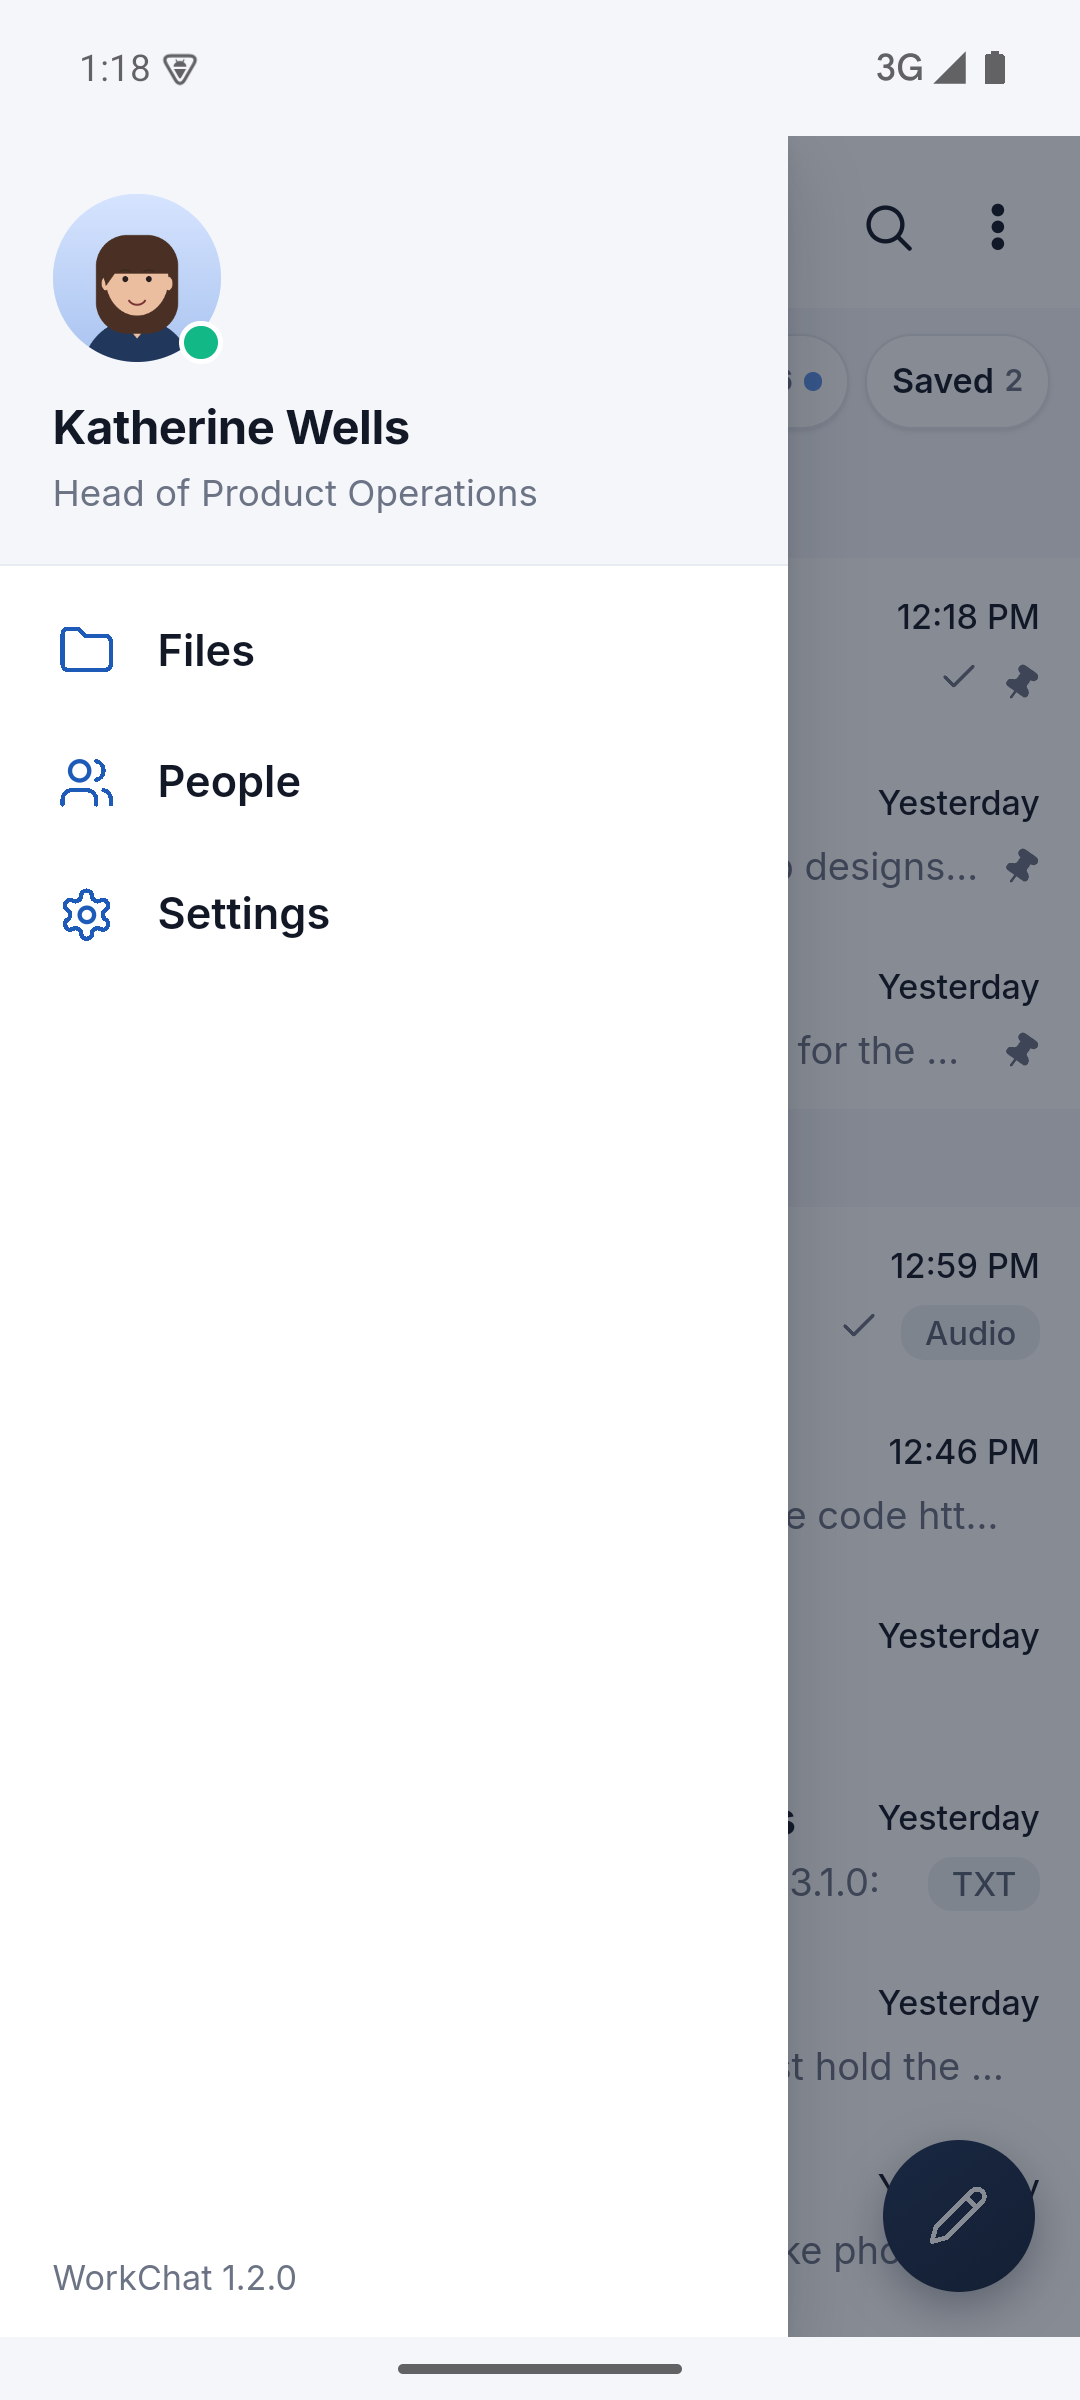 1:18
3G
Saved 2
Katherine Wells
Head of Product Operations
Files
People
Settings
12:18 PM
Yesterday
designs...
Yesterday
for the ...
12:59 PM
Audio
12:46 PM
code htt...
Yesterday
Yesterday
3.1.0:
TXT
Yesterday
hold the ...
WorkChat 1.2.0